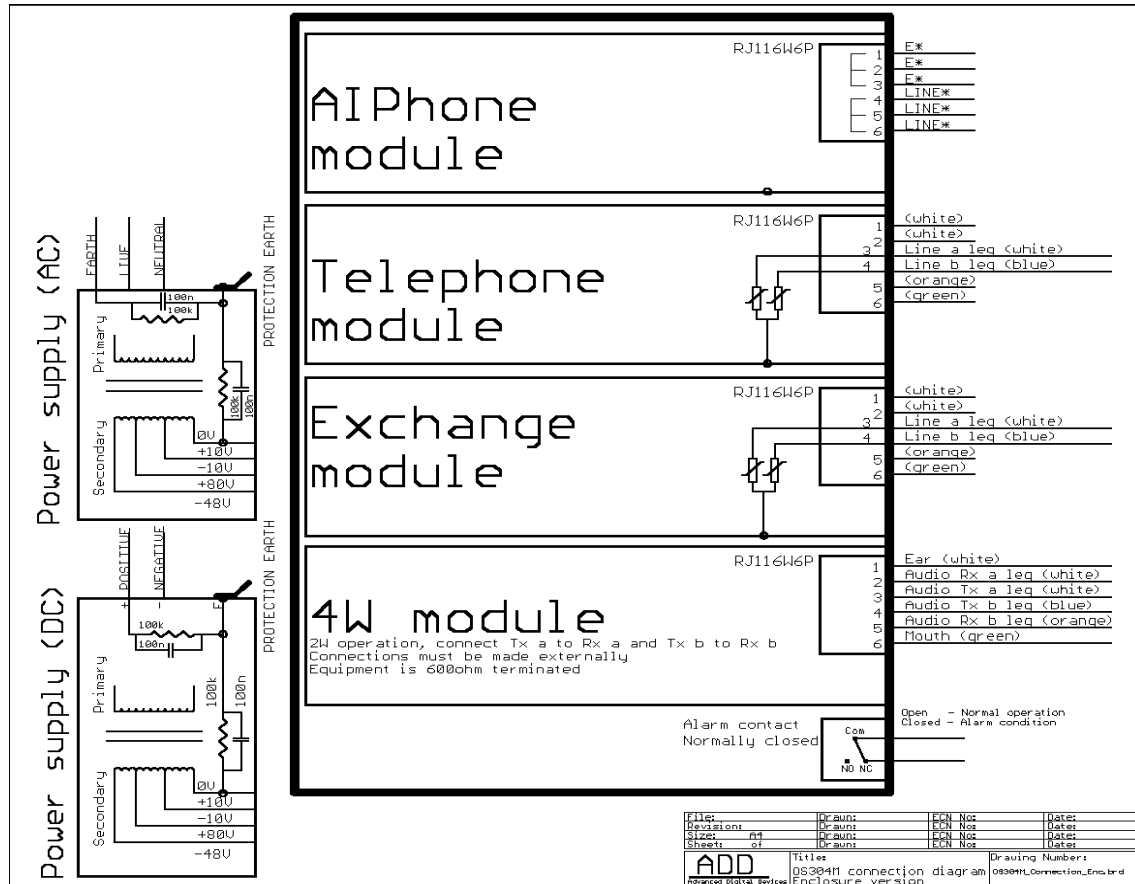 AIPhone
module
RJ116W6P
1
2
3
4
5
6
E*
E*
E*
LINE*
LINE*
LINE*
Telephone
module
RJ116W6P
1
2
3
4
5
6
(white)
(white)
Line a leg (white)
Line b leg (blue)
(orange)
(green)
Exchange
module
RJ116W6P
1
2
3
4
5
6
(white)
(white)
Line a leg (white)
Line b leg (blue)
(orange)
(green)
4W module
2W operation, connect Tx a to Rx a and Tx b to Rx b
Connections must be made externally
Equipment is 600ohm terminated
RJ116W6P
1
2
3
4
5
6
Ear (white)
Audio Rx a leg (white)
Audio Tx a leg (white)
Audio Tx b leg (blue)
Audio Rx b leg (orange)
Mouth (green)
Alarm contact
Normally closed
Com
NO NC
Open - Normal operation
Closed - Alarm condition
Power supply (AC)
EARTH
LIVE
NEUTRAL
PROTECTION EARTH
100n
100k
Primary
100k
100n
Secondary
0V
+10V
-10V
+80V
-48V
Power supply (DC)
+ POSITIVE
- NEGATIVE
E
PROTECTION EARTH
100k
100n
Primary
100k
100n
Secondary
0V
+10V
-10V
+80V
-48V
File: Drawn: ECN No: Date:
Revision: Drawn: ECN No: Date:
Size: A4 Drawn: ECN No: Date:
Sheet: of Drawn: ECN No: Date:
ADD
Advanced Digital Devices
Title:
OS304M connection diagram
Enclosure version
Drawing Number:
OS304M_Connection_Enc.brd